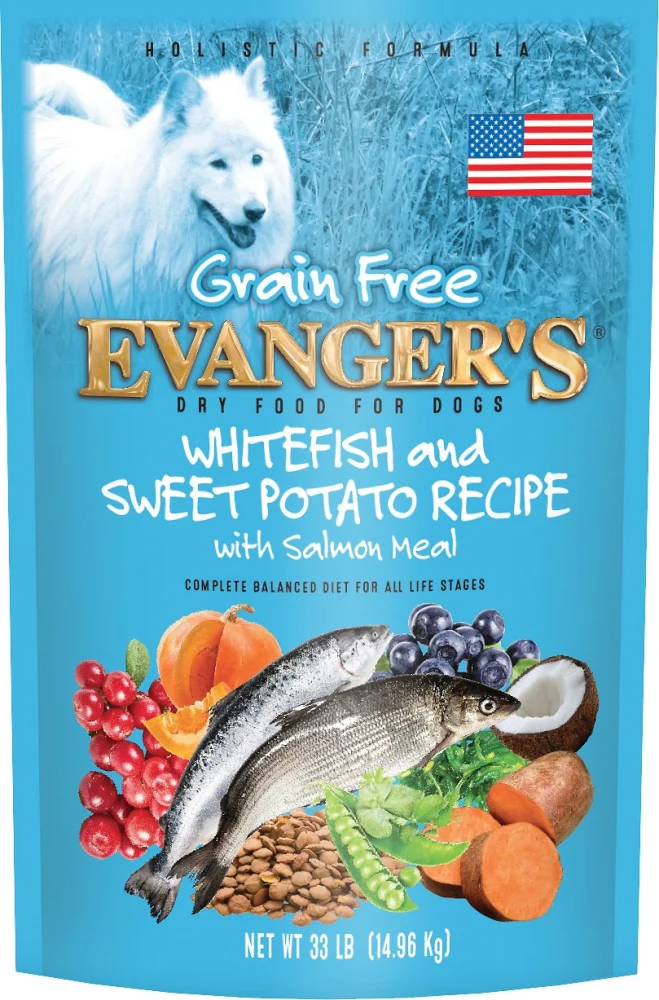 HOLISTIC FORMULA
Grain Free
EVANGER'S®
DRY FOOD FOR DOGS
WHITEFISH and
SWEET POTATO RECIPE
with Salmon Meal
COMPLETE BALANCED DIET FOR ALL LIFE STAGES
NET WT 33 LB (14.96 Kg)